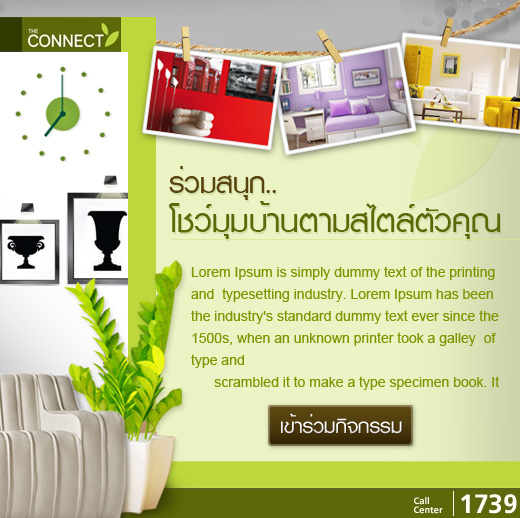 THE
CONNECT
ร่วมสนุก..
โชว์มุมบ้านตามสไตล์ตัวคุณ
Lorem Ipsum is simply dummy text of the printing
and typesetting industry. Lorem Ipsum has been
the industry's standard dummy text ever since the
1500s, when an unknown printer took a galley of
type and
scrambled it to make a type specimen book. It
เข้าร่วมกิจกรรม
Call
Center
1739